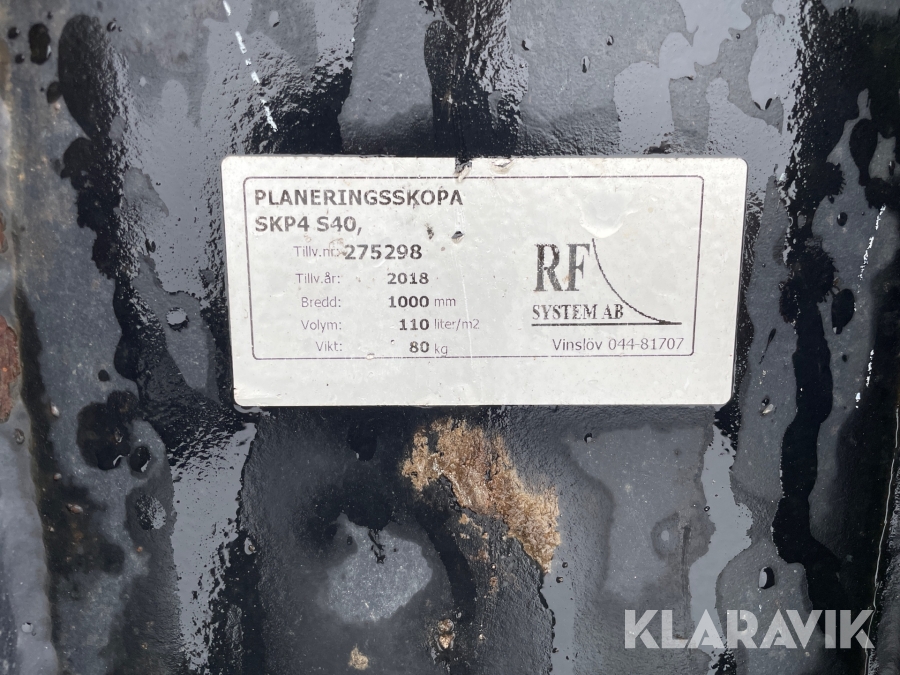 PLANERINGSSKOPA
SKP4 S40,
Tillv.nr: 275298
Tillv.år: 2018
Bredd: 1000 mm
Volym: 110 liter/m2
Vikt: 80 kg
RF
SYSTEM AB
Vinslöv 044-81707
KLARAVIK